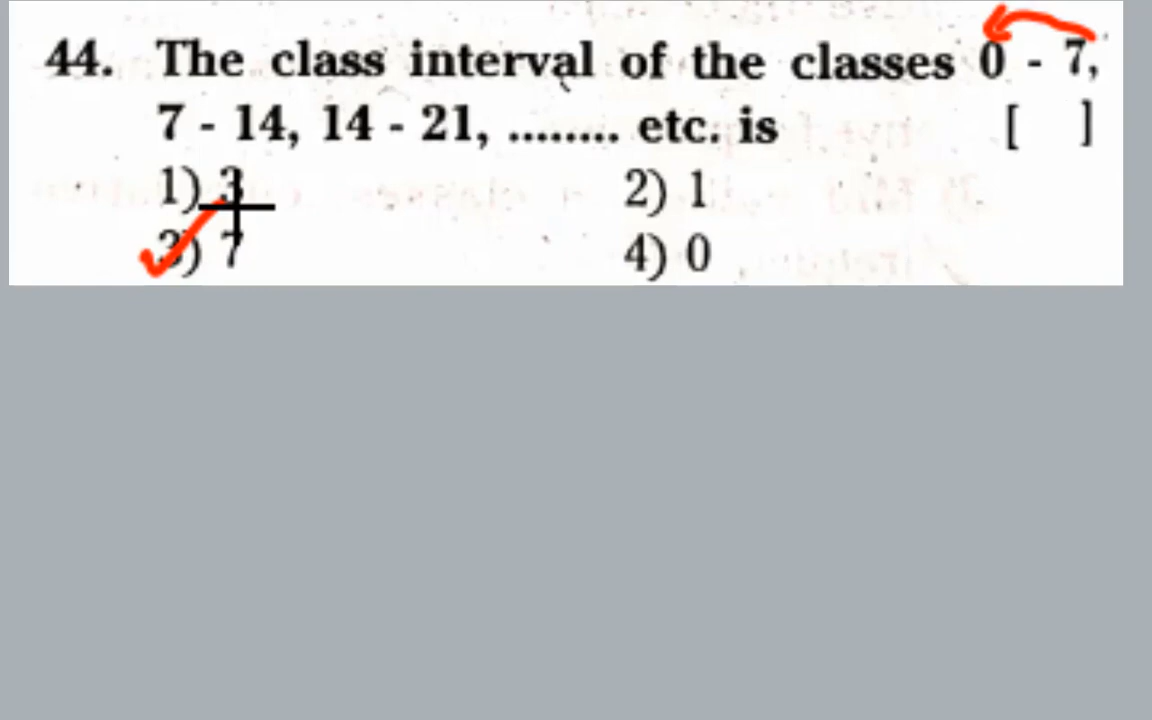 44. The class interval of the classes 0 - 7,
7 - 14, 14 - 21, ........ etc. is [ ]
1) 3 2) 1
3) 7 4) 0